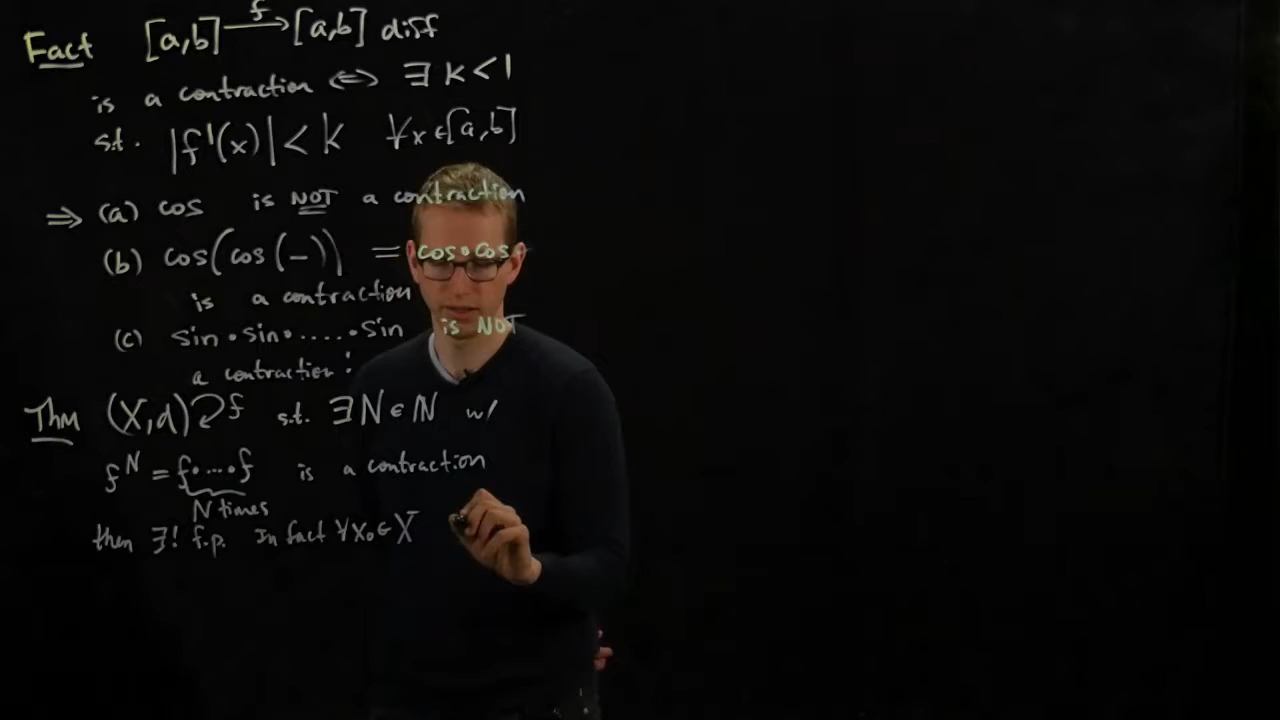 Fact [a,b] —f→ [a,b] diff
is a contraction ⟺ ∃ k < 1
s.t. |f'(x)| < k ∀x∈[a,b]
⟹ (a) cos is NOT a contraction
(b) cos(cos(-)) = cos∘cos
is a contraction
(c) sin∘sin∘.....∘sin is NOT
a contraction!
Thm (X,d)⤸f s.t. ∃N∈ℕ w/
f^N = f∘...∘f is a contraction
N times
then ∃! f.p. In fact ∀x₀∈X